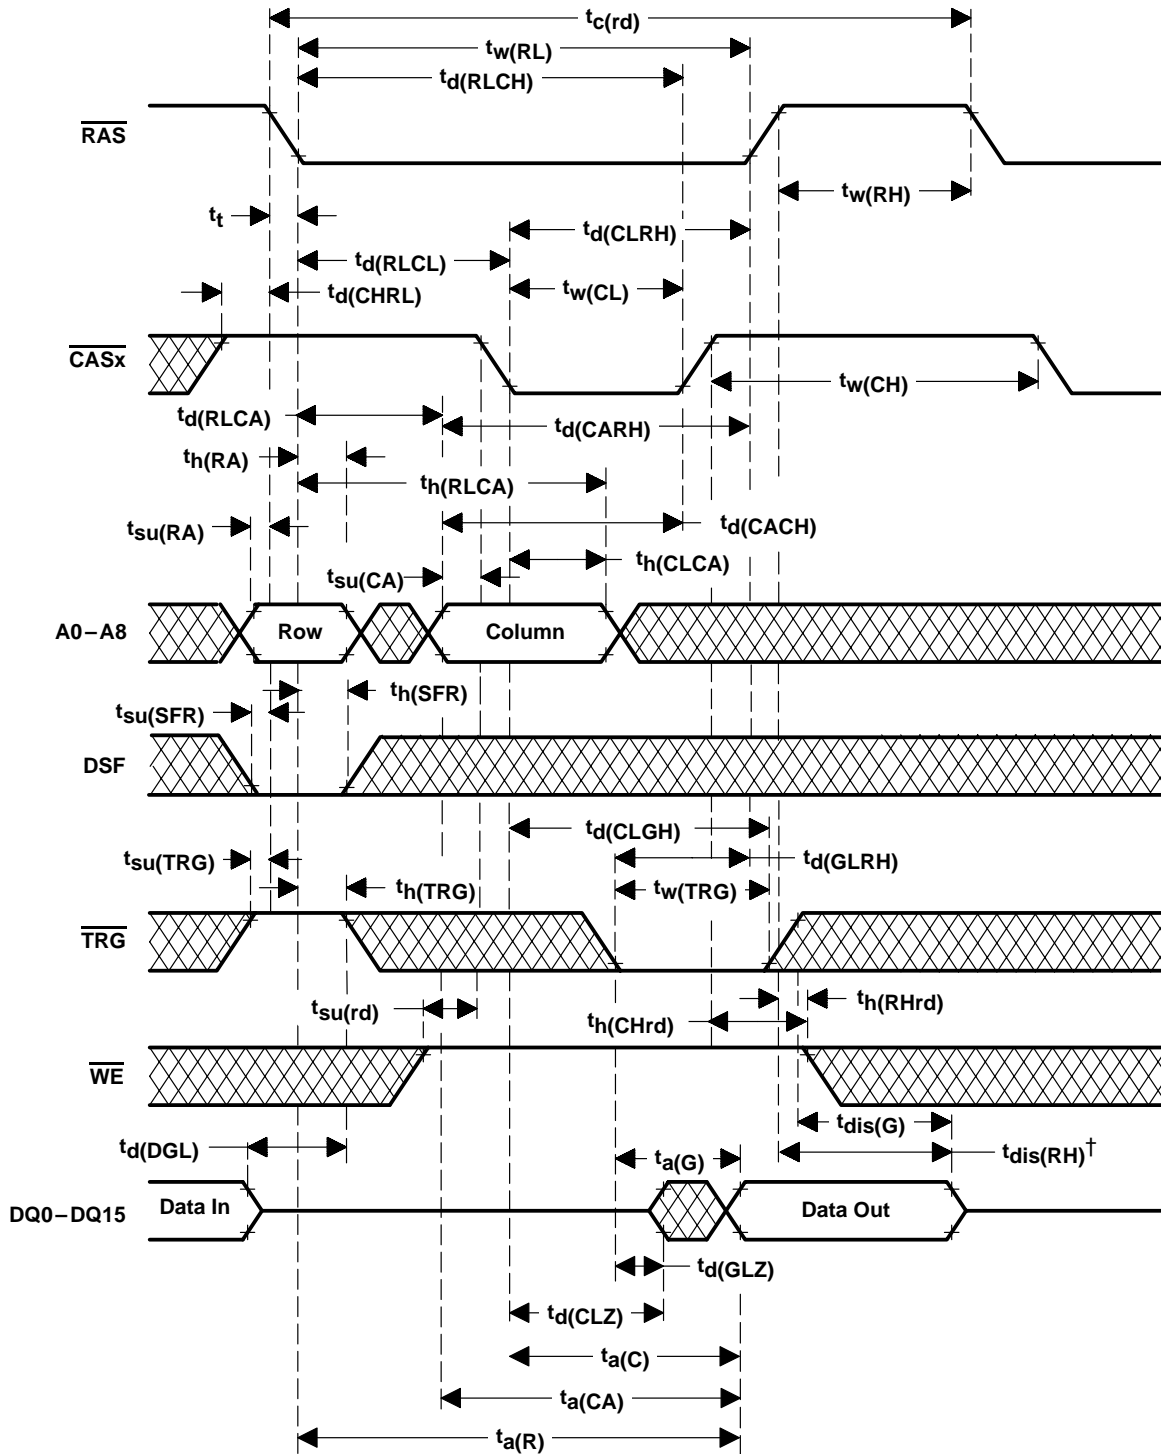 tc(rd)
tw(RL)
td(RLCH)
RAS
tw(RH)
tt
td(CLRH)
td(RLCL)
td(CHRL)
tw(CL)
CASx
tw(CH)
td(RLCA)
td(CARH)
th(RA)
th(RLCA)
tsu(RA)
td(CACH)
th(CLCA)
tsu(CA)
A0–A8
Row
Column
th(SFR)
tsu(SFR)
DSF
td(CLGH)
tsu(TRG)
td(GLRH)
th(TRG)
tw(TRG)
TRG
tsu(rd)
th(RHrd)
th(CHrd)
WE
tdis(G)
td(DGL)
ta(G)
tdis(RH)†
DQ0–DQ15
Data In
Data Out
td(GLZ)
td(CLZ)
ta(C)
ta(CA)
ta(R)